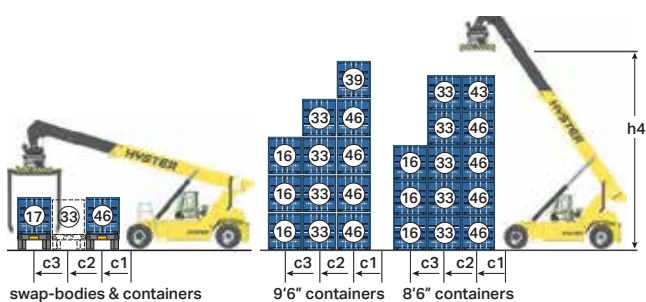 39
33 43
33 46
33 46
h4
HYSTER
HYSTER
16 33 46
16 33 46
16 33 46
16 33 46
17 33 46
16 33 46
16 33 46
c3 c2 c1
c3 c2 c1
c3 c2 c1
swap-bodies & containers
9'6" containers
8'6" containers